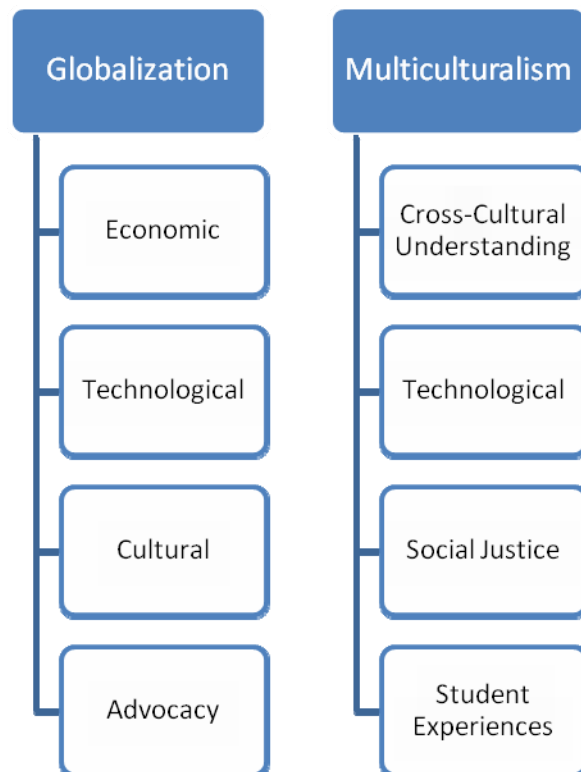 Globalization
Economic
Technological
Cultural
Advocacy
Multiculturalism
Cross-Cultural
Understanding
Technological
Social Justice
Student
Experiences